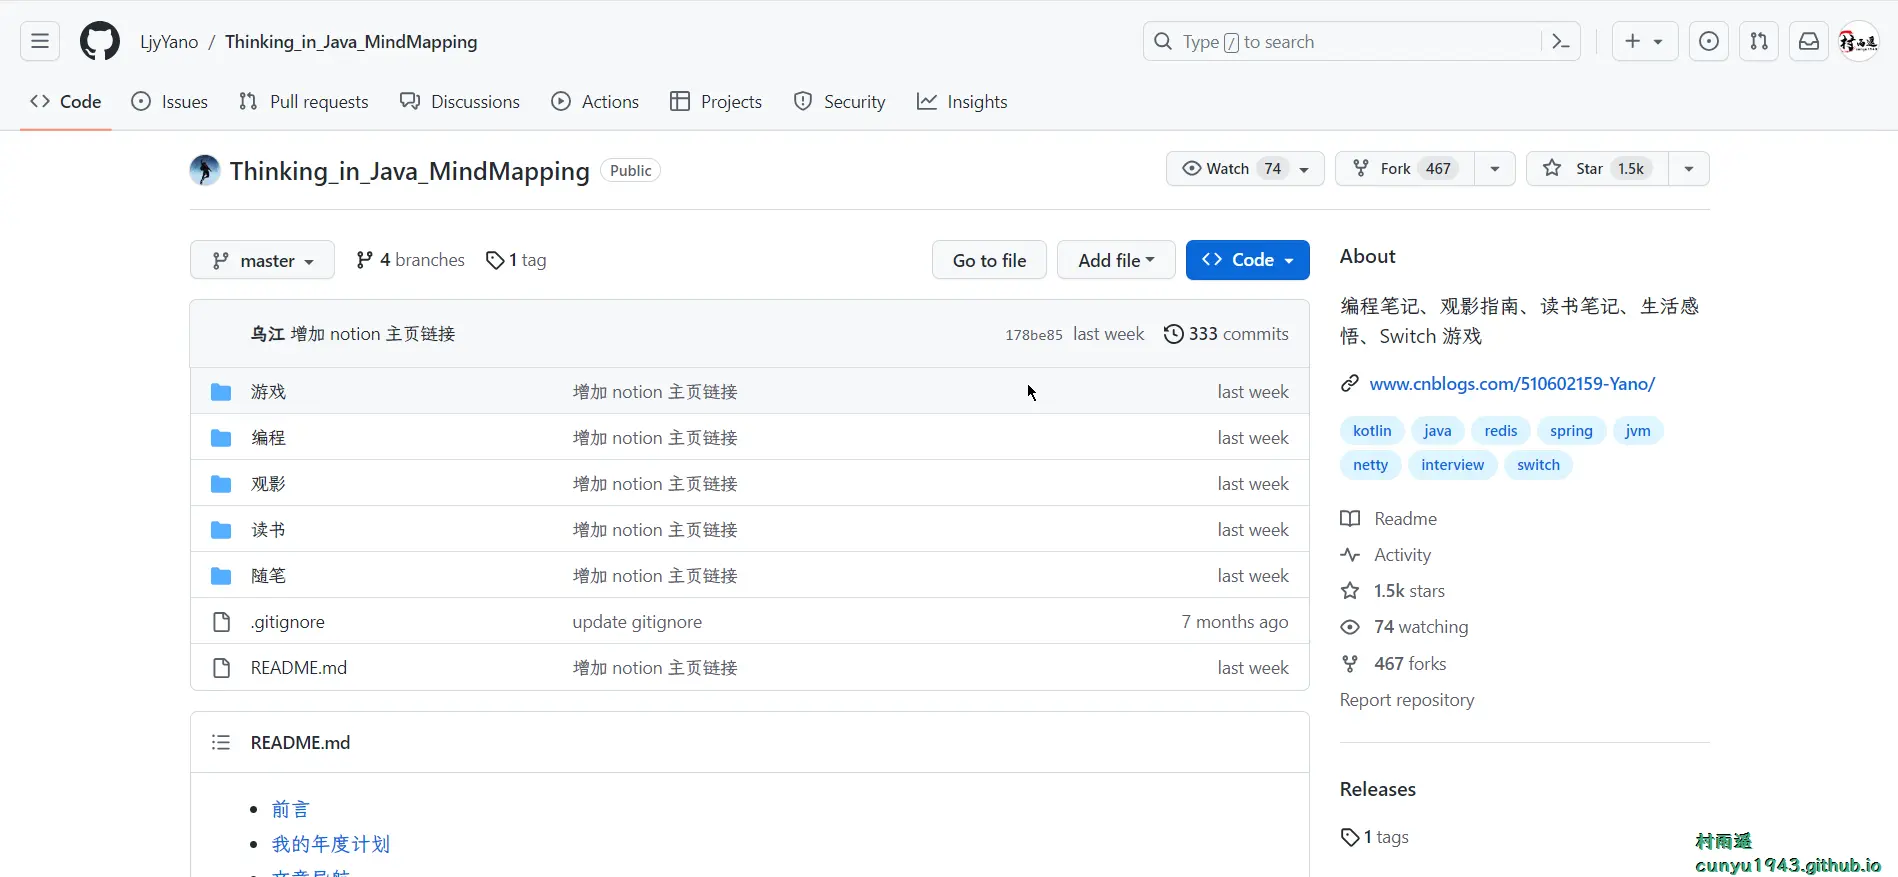 LjyYano / Thinking_in_Java_MindMapping
Type / to search
Code Issues Pull requests Discussions Actions Projects Security Insights
Thinking_in_Java_MindMapping Public
Watch 74 Fork 467 Star 1.5k
master 4 branches 1 tag Go to file Add file Code
乌江 增加 notion 主页链接 178be85 last week 333 commits
游戏 增加 notion 主页链接 last week
编程 增加 notion 主页链接 last week
观影 增加 notion 主页链接 last week
读书 增加 notion 主页链接 last week
随笔 增加 notion 主页链接 last week
.gitignore update gitignore 7 months ago
README.md 增加 notion 主页链接 last week
README.md
前言
我的年度计划
About
编程笔记、观影指南、读书笔记、生活感
悟、Switch 游戏
www.cnblogs.com/510602159-Yano/
kotlin java redis spring jvm
netty interview switch
Readme
Activity
1.5k stars
74 watching
467 forks
Report repository
Releases
1 tags
村雨遥
cunyu1943.github.io